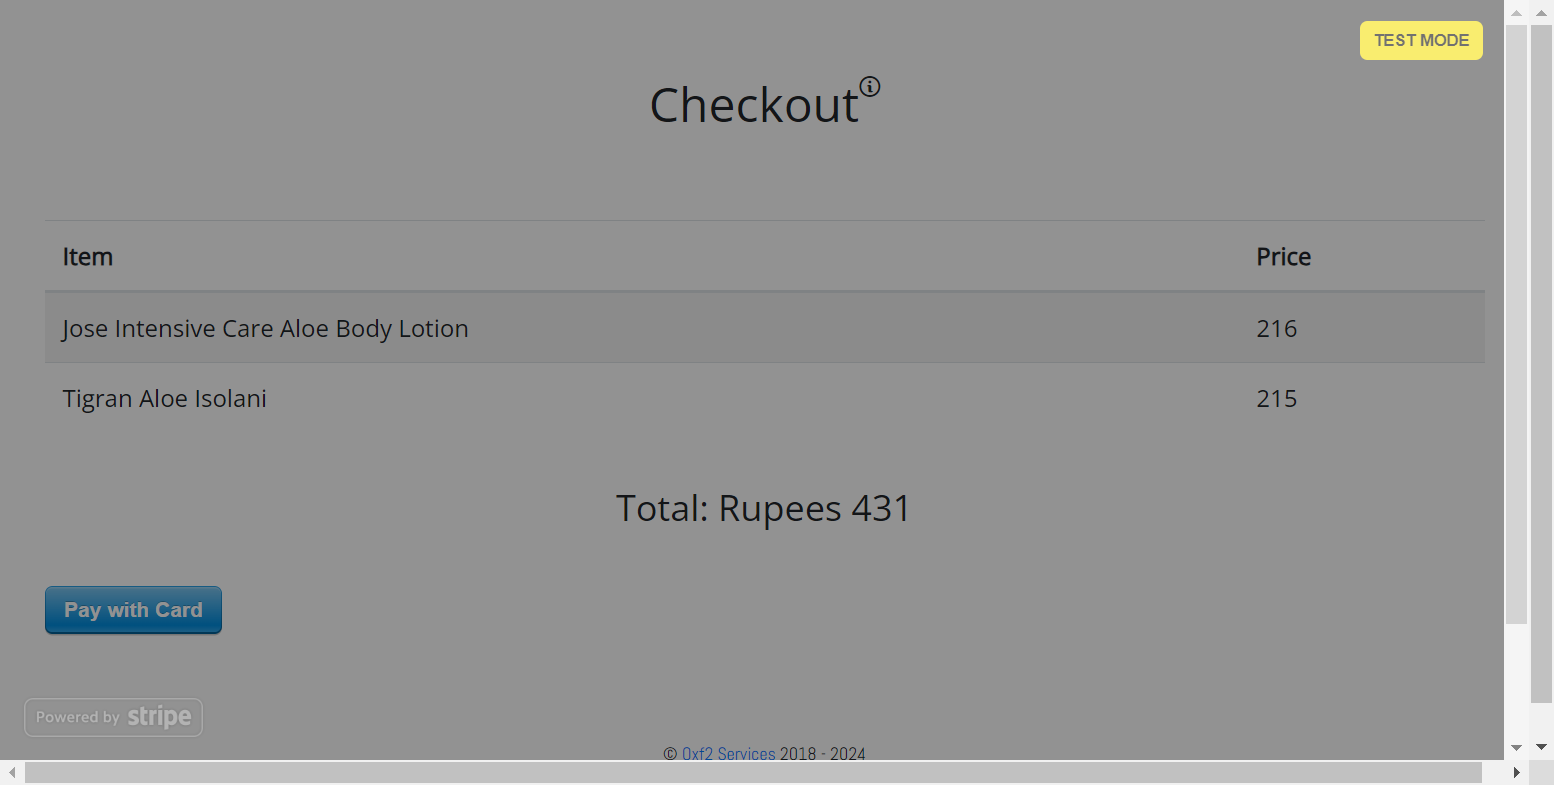 TEST MODE
Checkout
Item Price
Jose Intensive Care Aloe Body Lotion 216
Tigran Aloe Isolani 215
Total: Rupees 431
Pay with Card
Powered by stripe
© 0xf2 Services 2018 - 2024